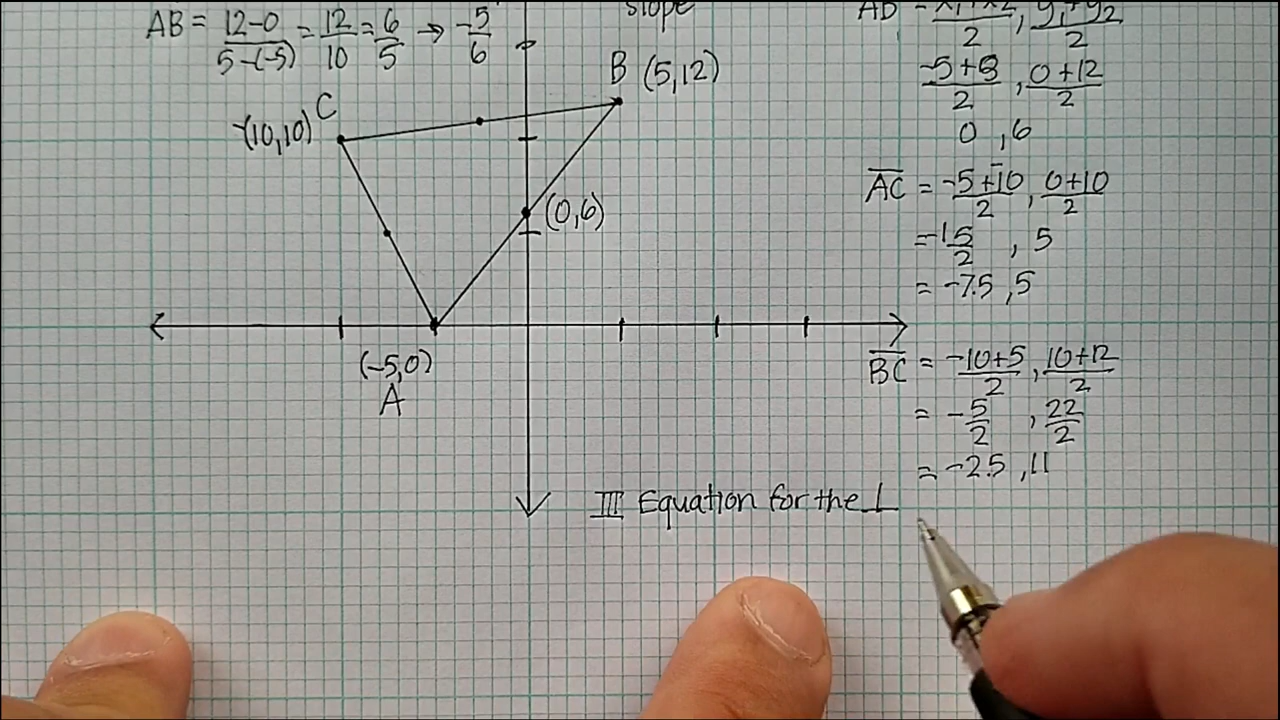 AB = 12-0/5-(-5) = 12/10 = 6/5 → -5/6
slope
B (5,12)
C
-(10,10)
(0,6)
(-5,0)
A
AB = x1+x2/2 , y1+y2/2
-5+5/2 , 0+12/2
0 , 6
AC = -5+-10/2 , 0+10/2
= -15/2 , 5
= -7.5 , 5
BC = -10+5/2 , 10+12/2
= -5/2 , 22/2
= -2.5 , 11
III Equation for the ⊥